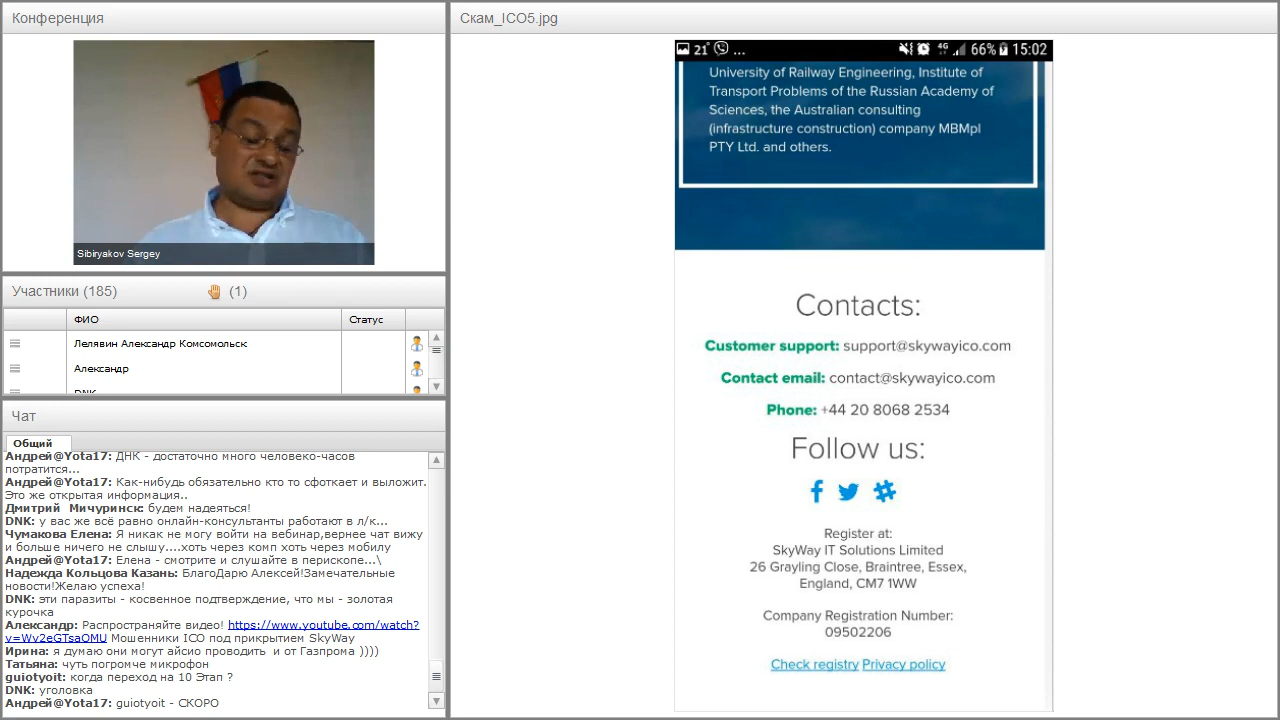 Конференция
Sibiryakov Sergey
Участники (185)
(1)
ФИО
Статус
Лелявин Александр Комсомольск
Александр
DNK
Чат
Общий
Андрей@Yota17: ДНК - достаточно много человеко-часов
потратится...
Андрей@Yota17: Как-нибудь обязательно кто то сфоткает и выложит.
Это же открытая информация..
Дмитрий Мичуринск: будем надеяться!
DNK: у вас же всё равно онлайн-консультанты работают в л/к...
Чумакова Елена: Я никак не могу войти на вебинар,вернее чат вижу
и больше ничего не слышу....хоть через комп хоть через мобилу
Андрей@Yota17: Елена - смотрите и слушайте в перископе...\
Надежда Кольцова Казань: БлагоДарю Алексей!Замечательные
новости!Желаю успеха!
DNK: эти паразиты - косвенное подтверждение, что мы - золотая
курочка
Александр: Распространяйте видео! https://www.youtube.com/watch?
v=Wv2eGTsaOMU Мошенники ICO под прикрытием SkyWay
Ирина: я думаю они могут айсио проводить и от Газпрома ))))
Татьяна: чуть погромче микрофон
guiotyoit: когда переход на 10 Этап ?
DNK: уголовка
Андрей@Yota17: guiotyoit - СКОРО
Скам_ICO5.jpg
21° ... 4G 66% 15:02
University of Railway Engineering, Institute of
Transport Problems of the Russian Academy of
Sciences, the Australian consulting
(infrastructure construction) company MBMpl
PTY Ltd. and others.
Contacts:
Customer support: support@skywayico.com
Contact email: contact@skywayico.com
Phone: +44 20 8068 2534
Follow us:
Register at:
SkyWay IT Solutions Limited
26 Grayling Close, Braintree, Essex,
England, CM7 1WW
Company Registration Number:
09502206
Check registry Privacy policy